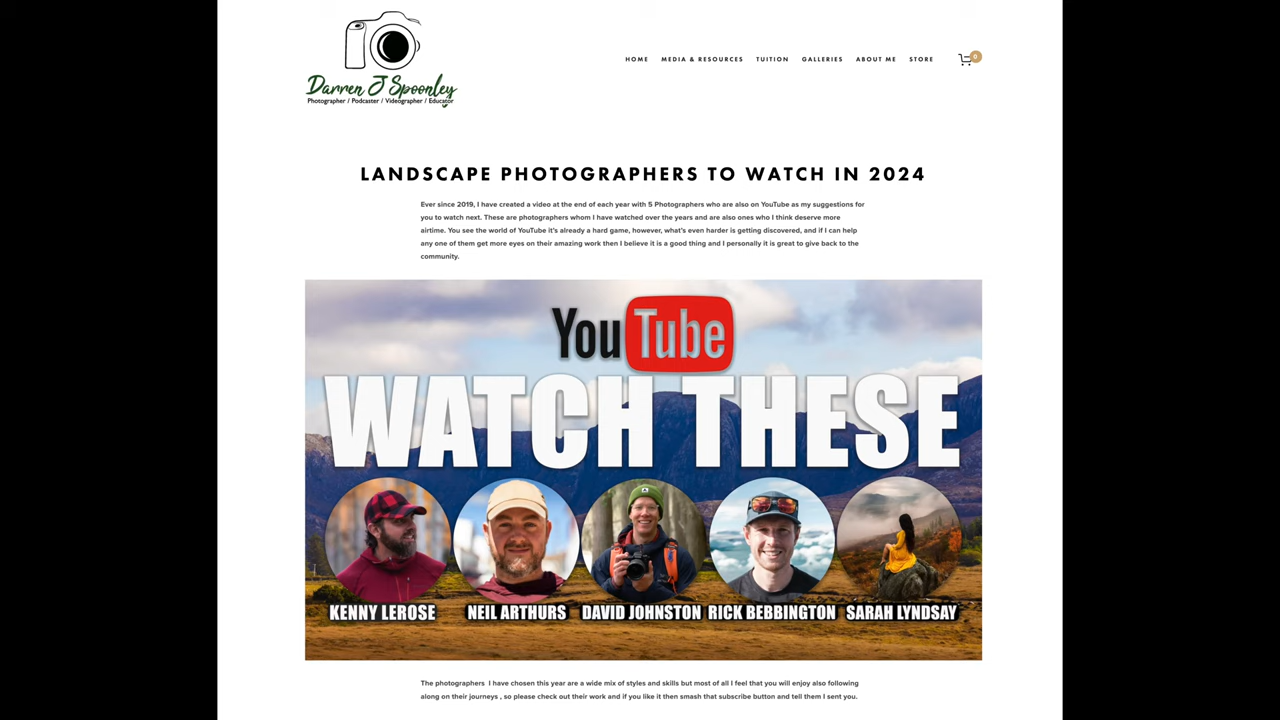 Darren J Spoonley
Photographer / Podcaster / Videographer / Educator
HOME MEDIA & RESOURCES TUITION GALLERIES ABOUT ME STORE 0
LANDSCAPE PHOTOGRAPHERS TO WATCH IN 2024
Ever since 2019, I have created a video at the end of each year with 5 Photographers who are also on YouTube as my suggestions for
you to watch next. These are photographers whom I have watched over the years and are also ones who I think deserve more
airtime. You see the world of YouTube it's already a hard game, however, what's even harder is getting discovered, and if I can help
any one of them get more eyes on their amazing work then I believe it is a good thing and I personally it is great to give back to the
community.
YouTube
WATCH THESE
KENNY LEROSE NEIL ARTHURS DAVID JOHNSTON RICK BEBBINGTON SARAH LYNDSAY
The photographers I have chosen this year are a wide mix of styles and skills but most of all I feel that you will enjoy also following
along on their journeys , so please check out their work and if you like it then smash that subscribe button and tell them I sent you.